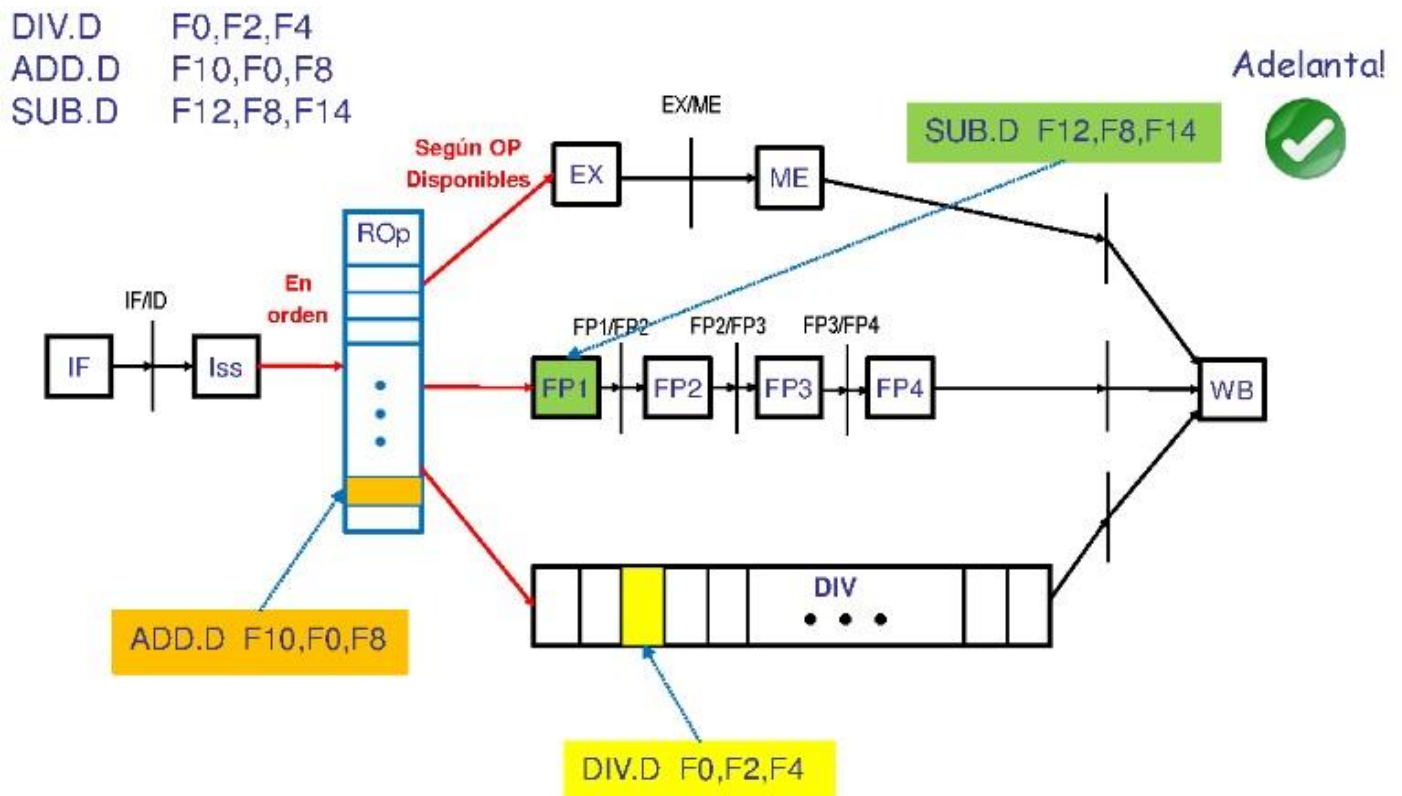 DIV.D F0,F2,F4
ADD.D F10,F0,F8
SUB.D F12,F8,F14
Adelanta!
EX/ME
SUB.D F12,F8,F14
Según OP
Disponibles
EX
ME
ROp
En
orden
IF/ID
IF
Iss
FP1/FP2
FP2/FP3
FP3/FP4
FP1
FP2
FP3
FP4
WB
DIV
ADD.D F10,F0,F8
DIV.D F0,F2,F4